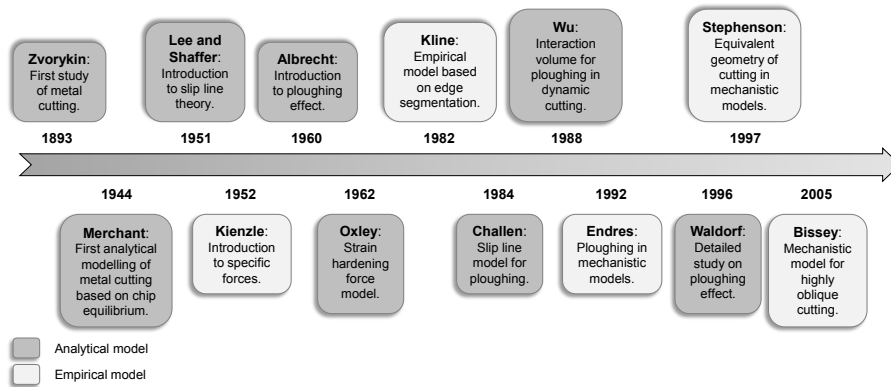 Zvorykin:
First study
of metal
cutting.
Lee and
Shaffer:
Introduction
to slip line
theory.
Albrecht:
Introduction
to ploughing
effect.
Kline:
Empirical
model based
on edge
segmentation.
Wu:
Interaction
volume for
ploughing in
dynamic
cutting.
Stephenson:
Equivalent
geometry of
cutting in
mechanistic
models.
1893
1951
1960
1982
1988
1997
1944
1952
1962
1984
1992
1996
2005
Merchant:
First analytical
modelling of
metal cutting
based on chip
equilibrium.
Kienzle:
Introduction
to specific
forces.
Oxley:
Strain
hardening
force
model.
Challen:
Slip line
model for
ploughing.
Endres:
Ploughing in
mechanistic
models.
Waldorf:
Detailed
study on
ploughing
effect.
Bissey:
Mechanistic
model for
highly
oblique
cutting.
Analytical model
Empirical model